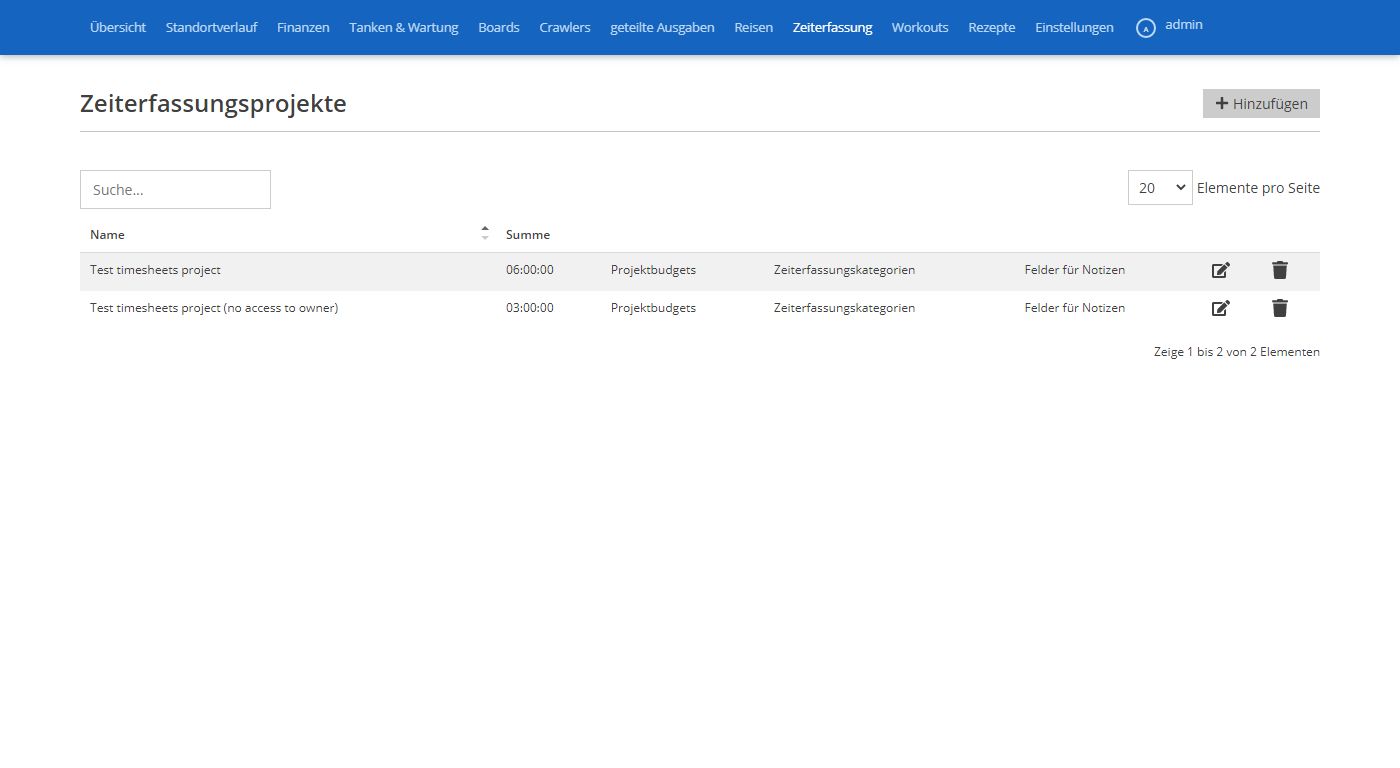 Übersicht Standortverlauf Finanzen Tanken & Wartung Boards Crawlers geteilte Ausgaben Reisen Zeiterfassung Workouts Rezepte Einstellungen A admin
Zeiterfassungsprojekte Hinzufügen
Suche... 20 Elemente pro Seite
Name Summe
Test timesheets project 06:00:00 Projektbudgets Zeiterfassungskategorien Felder für Notizen
Test timesheets project (no access to owner) 03:00:00 Projektbudgets Zeiterfassungskategorien Felder für Notizen
Zeige 1 bis 2 von 2 Elementen